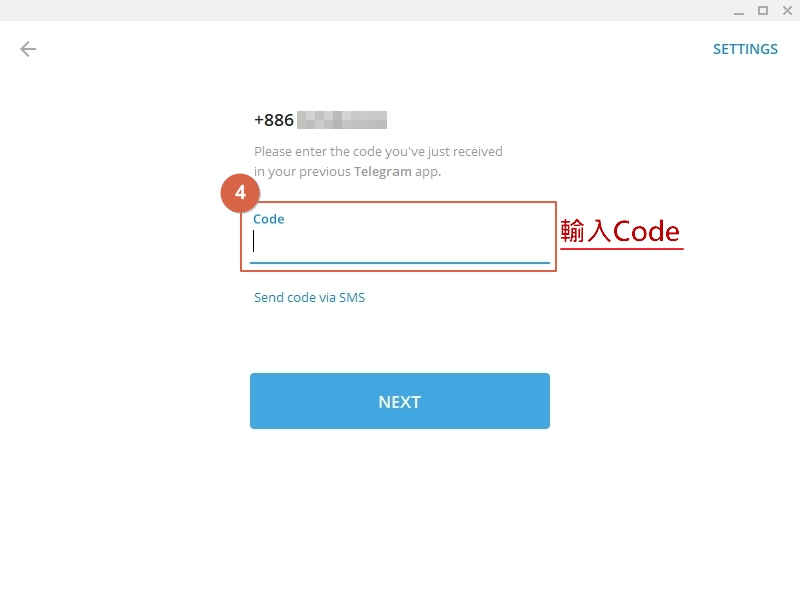 SETTINGS
+886
Please enter the code you've just received
in your previous Telegram app.
4
Code
輸入Code
Send code via SMS
NEXT